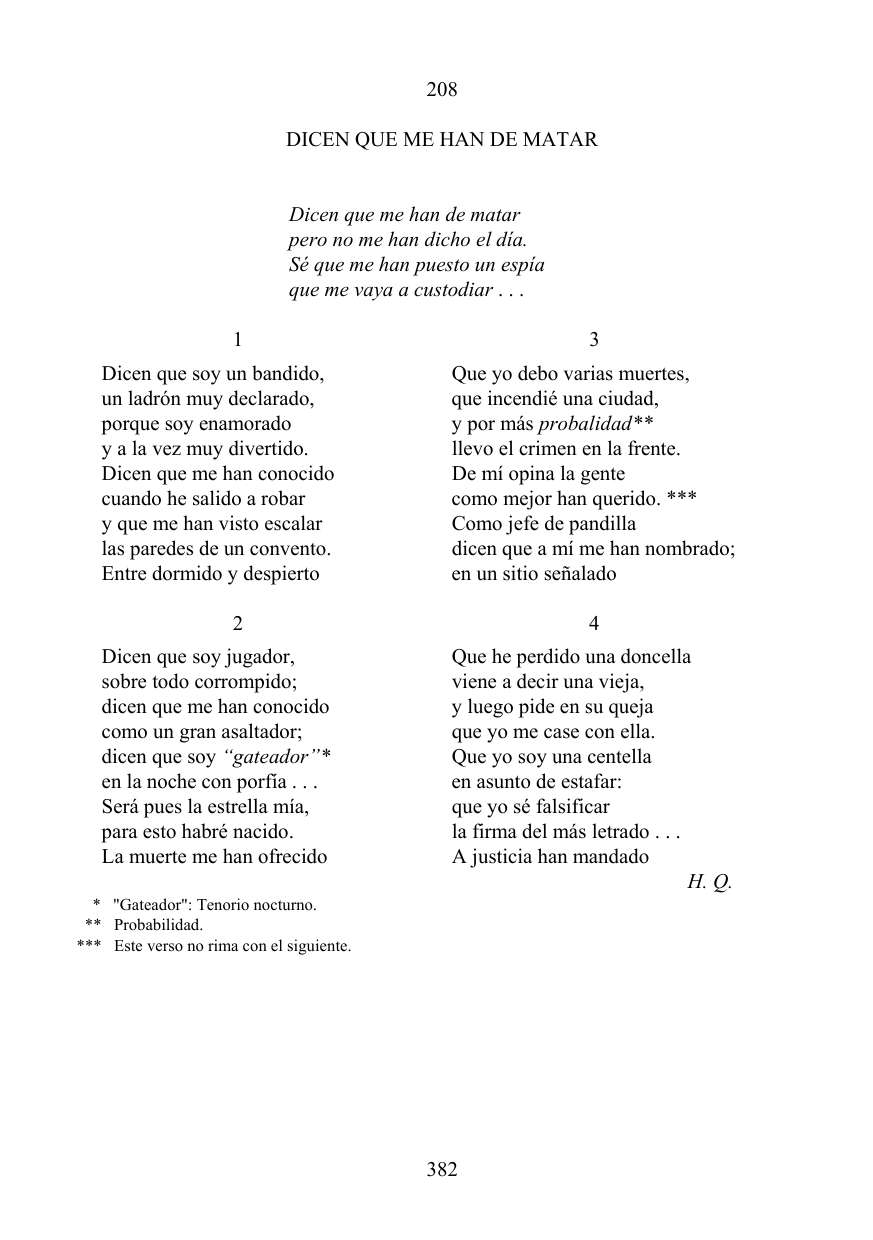 208
DICEN QUE ME HAN DE MATAR
Dicen que me han de matar
pero no me han dicho el día.
Sé que me han puesto un espía
que me vaya a custodiar . . .
1
Dicen que soy un bandido,
un ladrón muy declarado,
porque soy enamorado
y a la vez muy divertido.
Dicen que me han conocido
cuando he salido a robar
y que me han visto escalar
las paredes de un convento.
Entre dormido y despierto
2
Dicen que soy jugador,
sobre todo corrompido;
dicen que me han conocido
como un gran asaltador;
dicen que soy “gateador”*
en la noche con porfía . . .
Será pues la estrella mía,
para esto habré nacido.
La muerte me han ofrecido
3
Que yo debo varias muertes,
que incendié una ciudad,
y por más probalidad**
llevo el crimen en la frente.
De mí opina la gente
como mejor han querido. ***
Como jefe de pandilla
dicen que a mí me han nombrado;
en un sitio señalado
4
Que he perdido una doncella
viene a decir una vieja,
y luego pide en su queja
que yo me case con ella.
Que yo soy una centella
en asunto de estafar:
que yo sé falsificar
la firma del más letrado . . .
A justicia han mandado
H. Q.
* "Gateador": Tenorio nocturno.
** Probabilidad.
*** Este verso no rima con el siguiente.
382